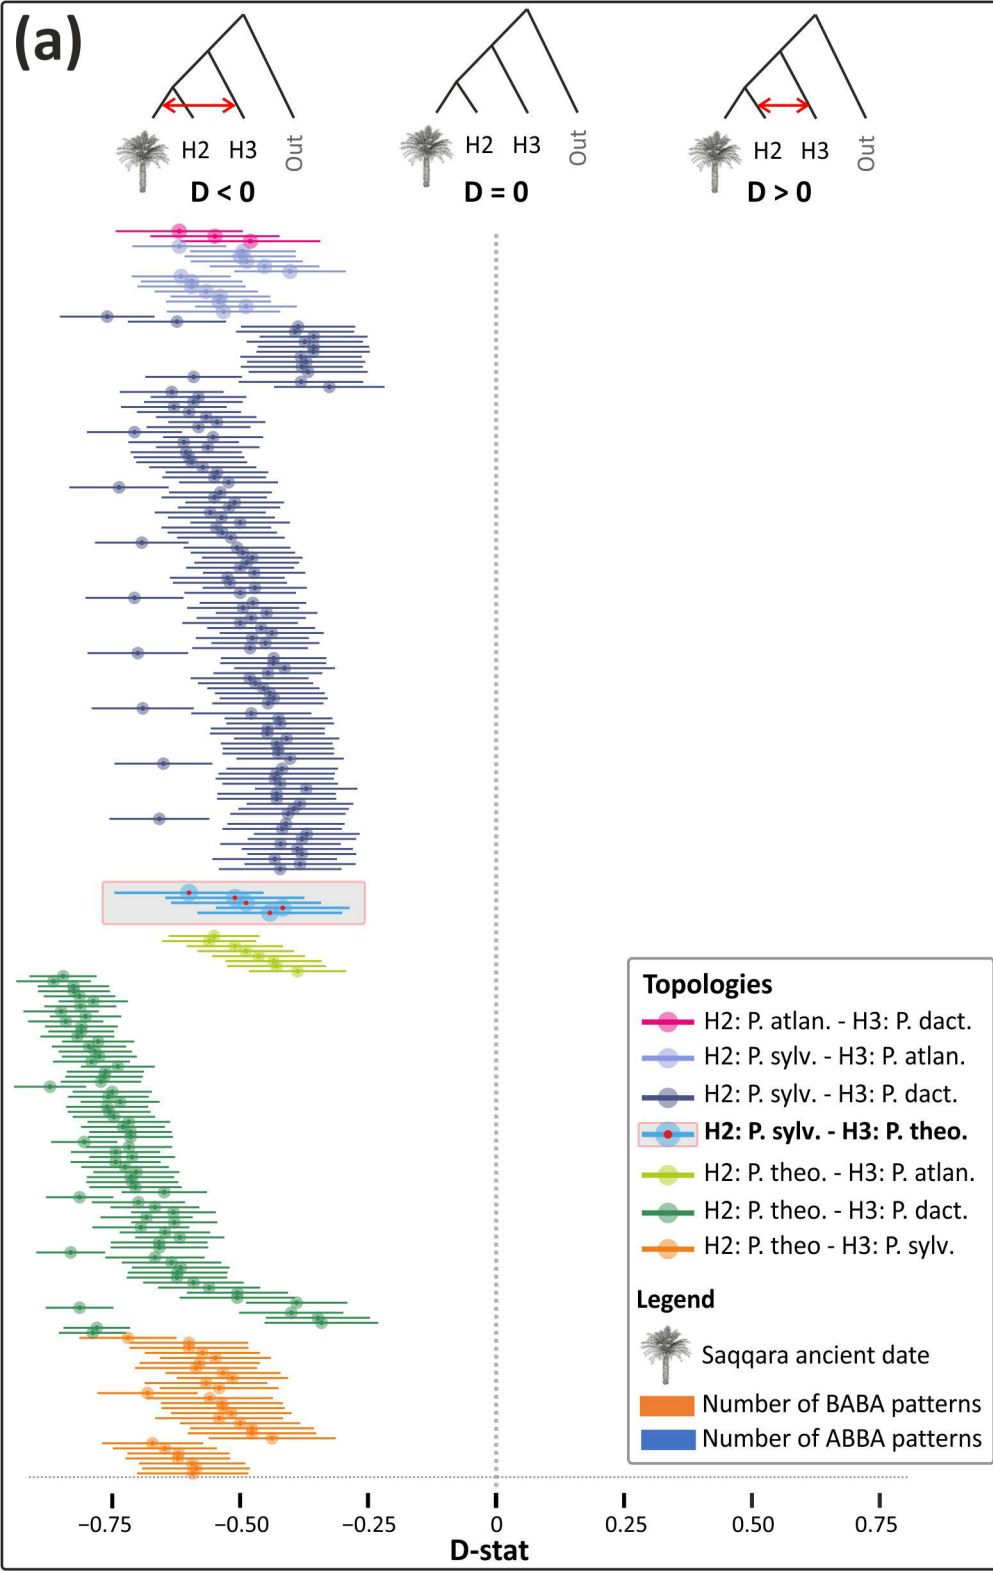 (a)
H2 H3 Out
H2 H3 Out
H2 H3 Out
D < 0
D = 0
D > 0
Topologies
H2: P. atlan. - H3: P. dact.
H2: P. sylv. - H3: P. atlan.
H2: P. sylv. - H3: P. dact.
H2: P. sylv. - H3: P. theo.
H2: P. theo. - H3: P. atlan.
H2: P. theo. - H3: P. dact.
H2: P. theo - H3: P. sylv.
Legend
Saqqara ancient date
Number of BABA patterns
Number of ABBA patterns
−0.75 −0.50 −0.25 0 0.25 0.50 0.75
D-stat